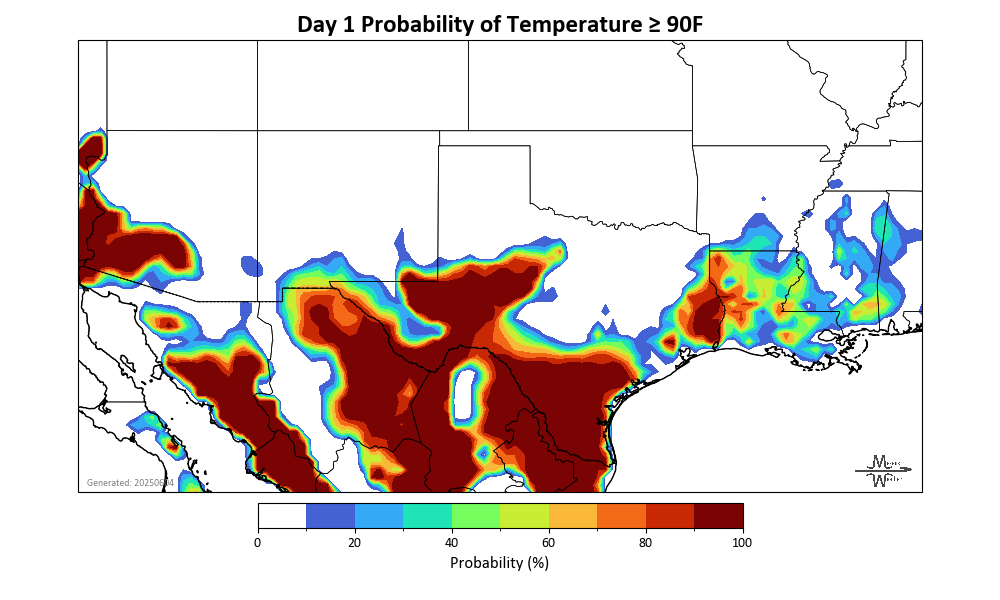 Day 1 Probability of Temperature ≥ 90F
Generated: 20250604
0 20 40 60 80 100
Probability (%)